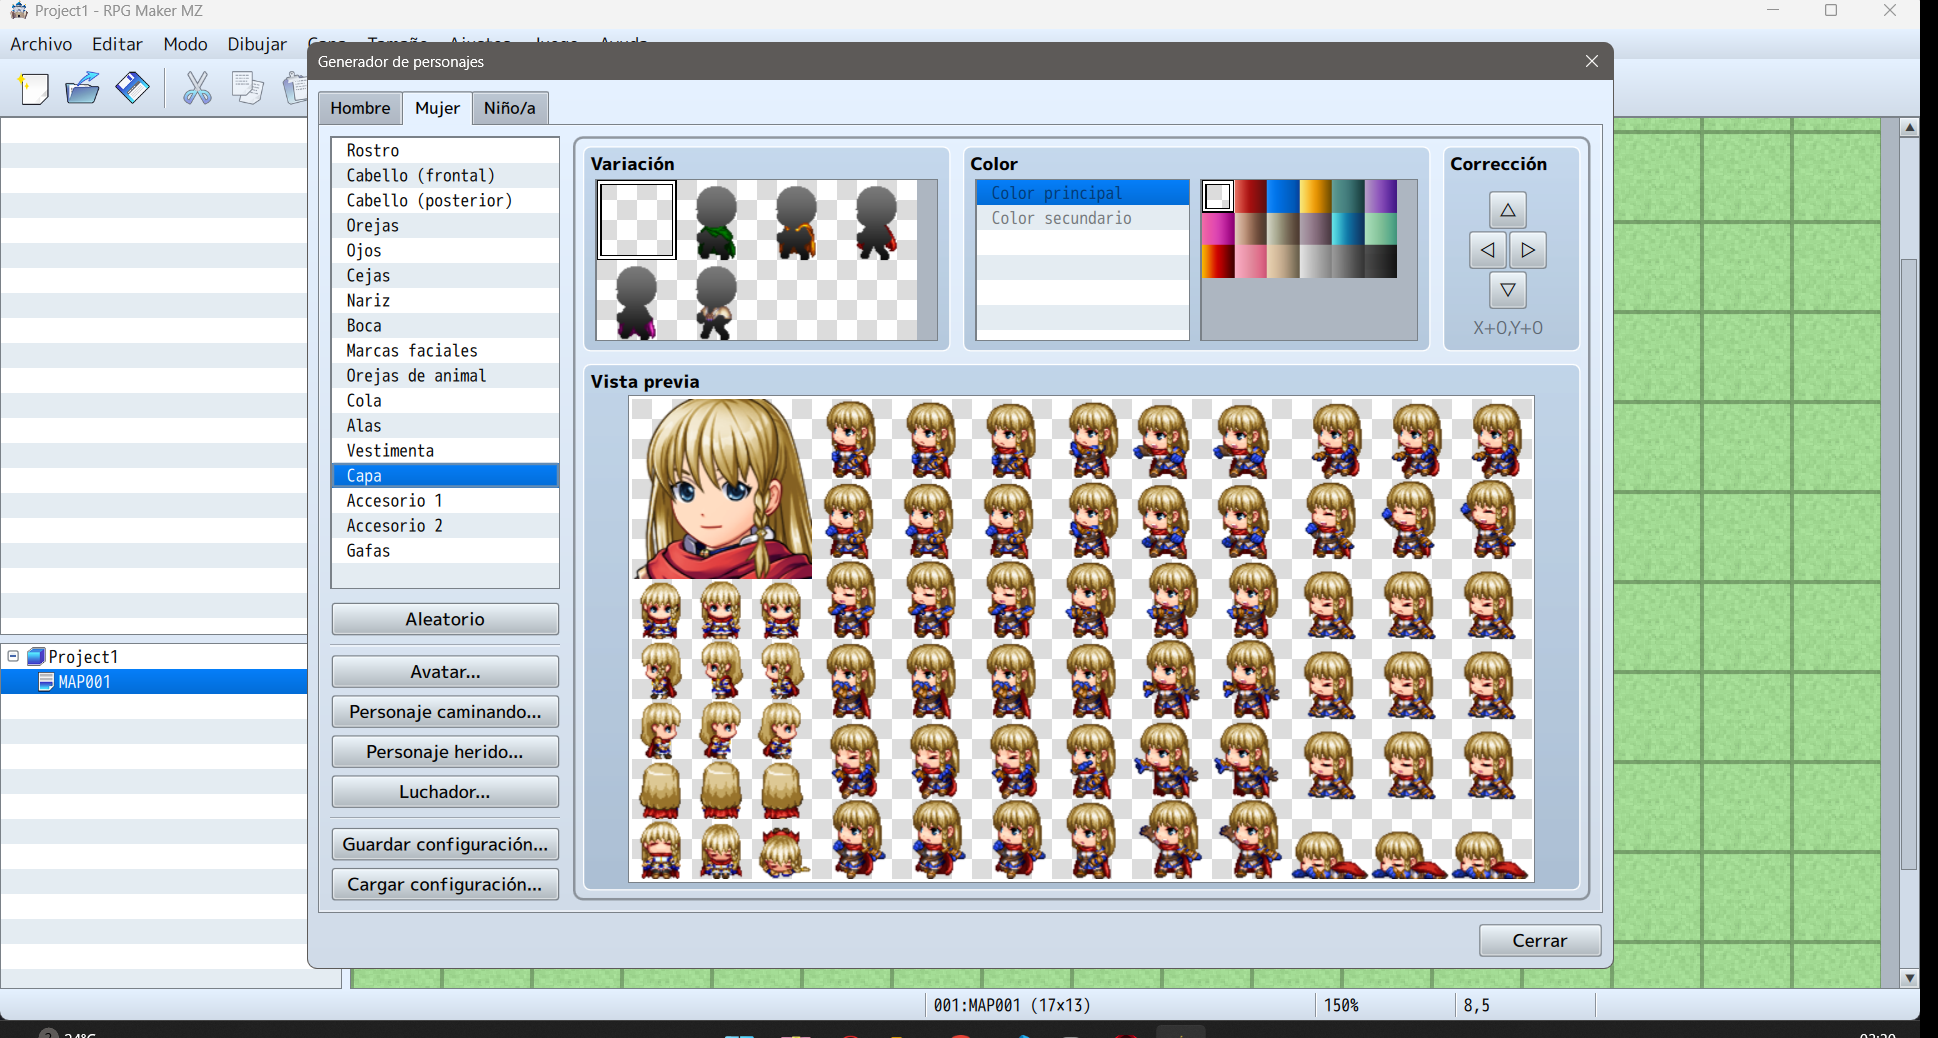 Project1 - RPG Maker MZ
Archivo Editar Modo Dibujar
Generador de personajes
Hombre Mujer Niño/a
Rostro
Cabello (frontal)
Cabello (posterior)
Orejas
Ojos
Cejas
Nariz
Boca
Marcas faciales
Orejas de animal
Cola
Alas
Vestimenta
Capa
Accesorio 1
Accesorio 2
Gafas
Aleatorio
Avatar...
Personaje caminando...
Personaje herido...
Luchador...
Guardar configuración...
Cargar configuración...
Variación
Color
Color principal
Color secundario
Corrección
X+0,Y+0
Vista previa
Cerrar
Project1
MAP001
001:MAP001 (17×13)
150%
8,5